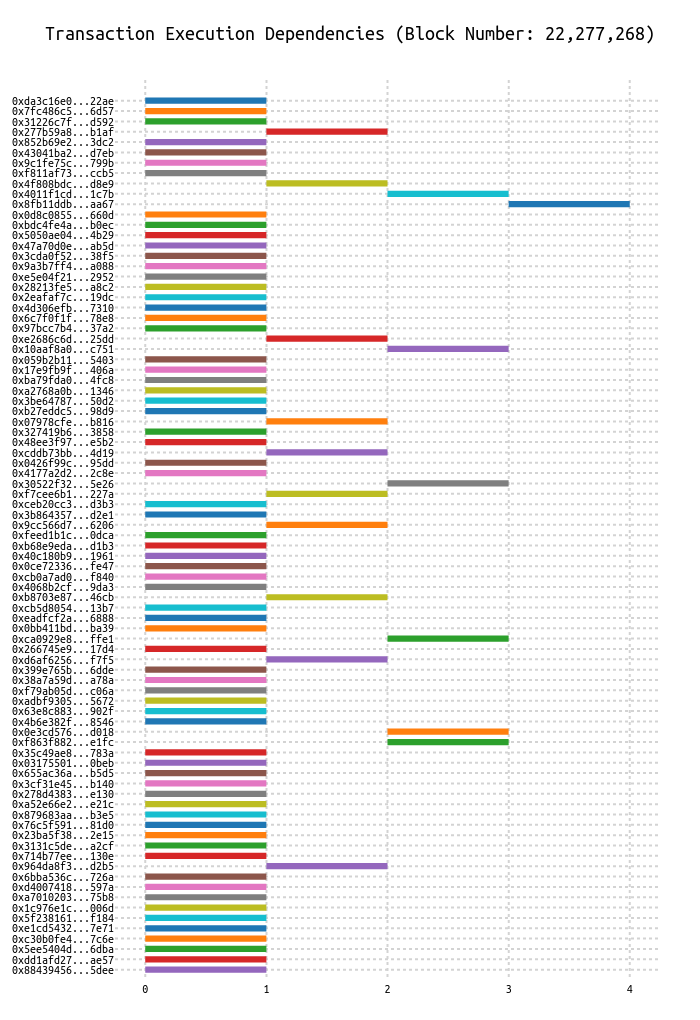 Transaction Execution Dependencies (Block Number: 22,277,268)
0xda3c16e0...22ae
0x7fc486c5...6d57
0x31226c7f...d592
0x277b59a8...b1af
0x852b69e2...3dc2
0x43041ba2...d7eb
0x9c1fe75c...799b
0xf811af73...ccb5
0x4f808bdc...d8e9
0x4011f1cd...1c7b
0x8fb11ddb...aa67
0x0d8c0855...660d
0xbdc4fe4a...b0ec
0x5050ae04...4b29
0x47a70d0e...ab5d
0x3cda0f52...38f5
0x9a3b7ff4...a088
0xe5e04f21...2952
0x28213fe5...a8c2
0x2eafaf7c...19dc
0x4d306efb...7310
0x6c7f0f1f...78e8
0x97bcc7b4...37a2
0xe2686c6d...25dd
0x10aaf8a0...c751
0x059b2b11...5403
0x17e9fb9f...406a
0xba79fda0...4fc8
0xa2768a0b...1346
0x3be64787...50d2
0xb27eddc5...98d9
0x07978cfe...b816
0x327419b6...3858
0x48ee3f97...e5b2
0xcddb73bb...4d19
0x0426f99c...95dd
0x4177a2d2...2c8e
0x30522f32...5e26
0xf7cee6b1...227a
0xceb20cc3...d3b3
0x3b864357...d2e1
0x9cc566d7...6206
0xfeed1b1c...0dca
0xb68e9eda...d1b3
0x40c180b9...1961
0x0ce72336...fe47
0xcb0a7ad0...f840
0x4068b2cf...9da3
0xb8703e87...46cb
0xcb5d8054...13b7
0xeadfcf2a...6888
0x0bb411bd...ba39
0xca0929e8...ffe1
0x266745e9...17d4
0xd6af6256...f7f5
0x399e765b...6dde
0x38a7a59d...a78a
0xf79ab05d...c06a
0xadbf9305...5672
0x63e8c883...902f
0x4b6e382f...8546
0x0e3cd576...d018
0xf863f882...e1fc
0x35c49ae8...783a
0x03175501...0beb
0x655ac36a...b5d5
0x3cf31e45...b140
0x278d4383...e130
0xa52e66e2...e21c
0x879683aa...b3e5
0x76c5f591...81d0
0x23ba5f38...2e15
0x3131c5de...a2cf
0x714b77ee...130e
0x964da8f3...d2b5
0x6bba536c...726a
0xd4007418...597a
0xa7010203...75b8
0x1c976e1c...006d
0x5f238161...f184
0xe1cd5432...7e71
0xc30b0fe4...7c6e
0x5ee5404d...6dba
0xdd1afd27...ae57
0x88439456...5dee
0 1 2 3 4